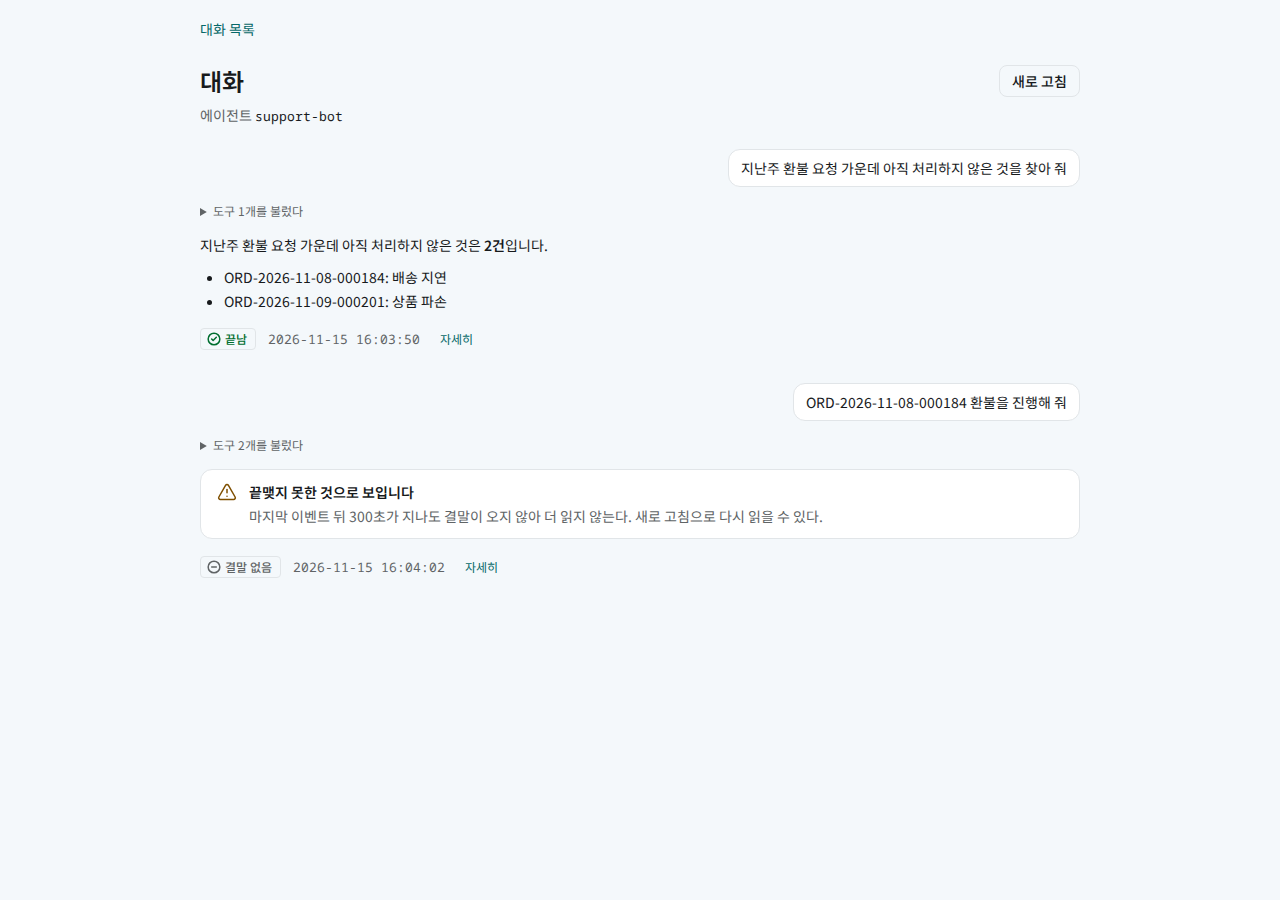 대화 목록
대화
새로 고침
에이전트 support-bot
지난주 환불 요청 가운데 아직 처리하지 않은 것을 찾아 줘
도구 1개를 불렀다
지난주 환불 요청 가운데 아직 처리하지 않은 것은 2건입니다.
ORD-2026-11-08-000184: 배송 지연
ORD-2026-11-09-000201: 상품 파손
끝남 2026-11-15 16:03:50 자세히
ORD-2026-11-08-000184 환불을 진행해 줘
도구 2개를 불렀다
끝맺지 못한 것으로 보입니다
마지막 이벤트 뒤 300초가 지나도 결말이 오지 않아 더 읽지 않는다. 새로 고침으로 다시 읽을 수 있다.
결말 없음 2026-11-15 16:04:02 자세히